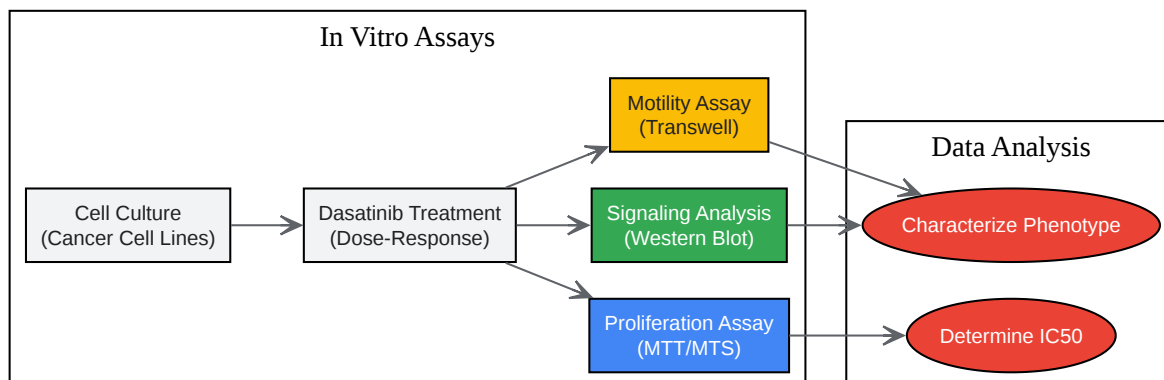 In Vitro Assays
Cell Culture
(Cancer Cell Lines)
Dasatinib Treatment
(Dose-Response)
Motility Assay
(Transwell)
Signaling Analysis
(Western Blot)
Proliferation Assay
(MTT/MTS)
Data Analysis
Characterize Phenotype
Determine IC50